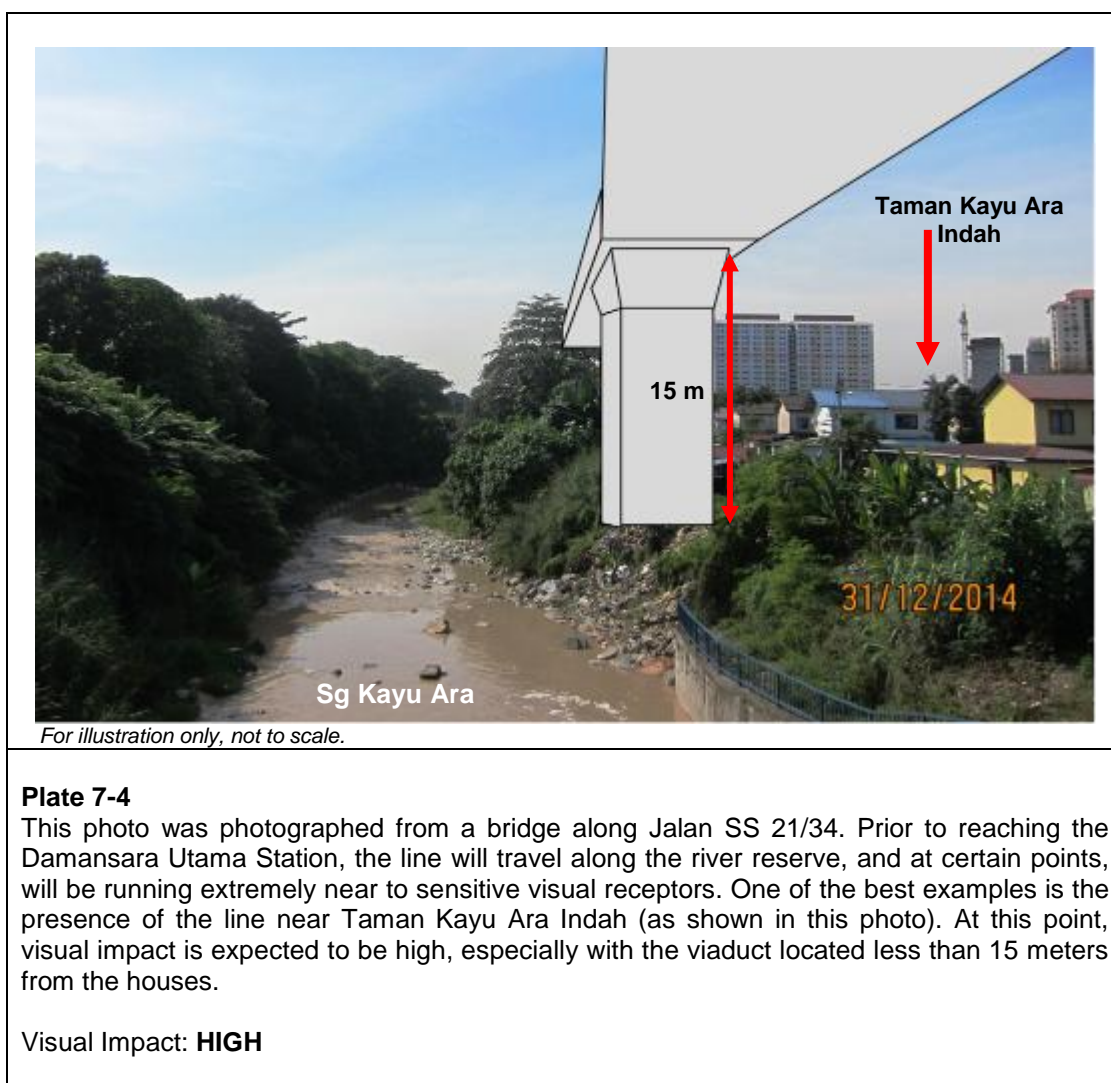 Taman Kayu Ara
Indah
15 m
31/12/2014
Sg Kayu Ara
For illustration only, not to scale.
Plate 7-4
This photo was photographed from a bridge along Jalan SS 21/34. Prior to reaching the
Damansara Utama Station, the line will travel along the river reserve, and at certain points,
will be running extremely near to sensitive visual receptors. One of the best examples is the
presence of the line near Taman Kayu Ara Indah (as shown in this photo). At this point,
visual impact is expected to be high, especially with the viaduct located less than 15 meters
from the houses.
Visual Impact: HIGH